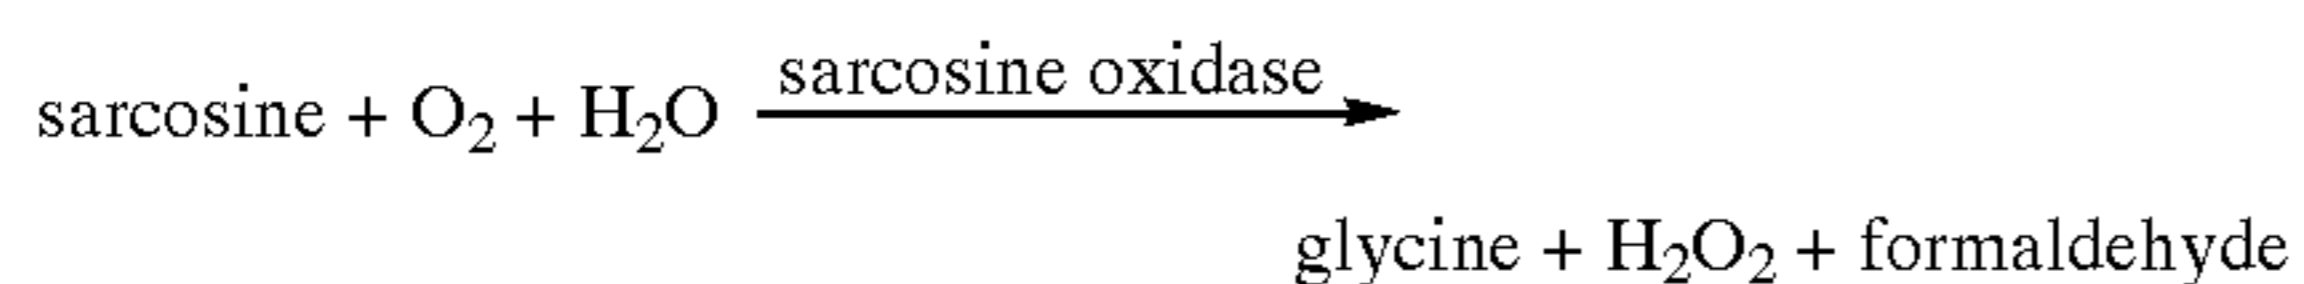 sarcosine oxidase
sarcosine + O₂ + H₂O ⟶
glycine + H₂O₂ + formaldehyde